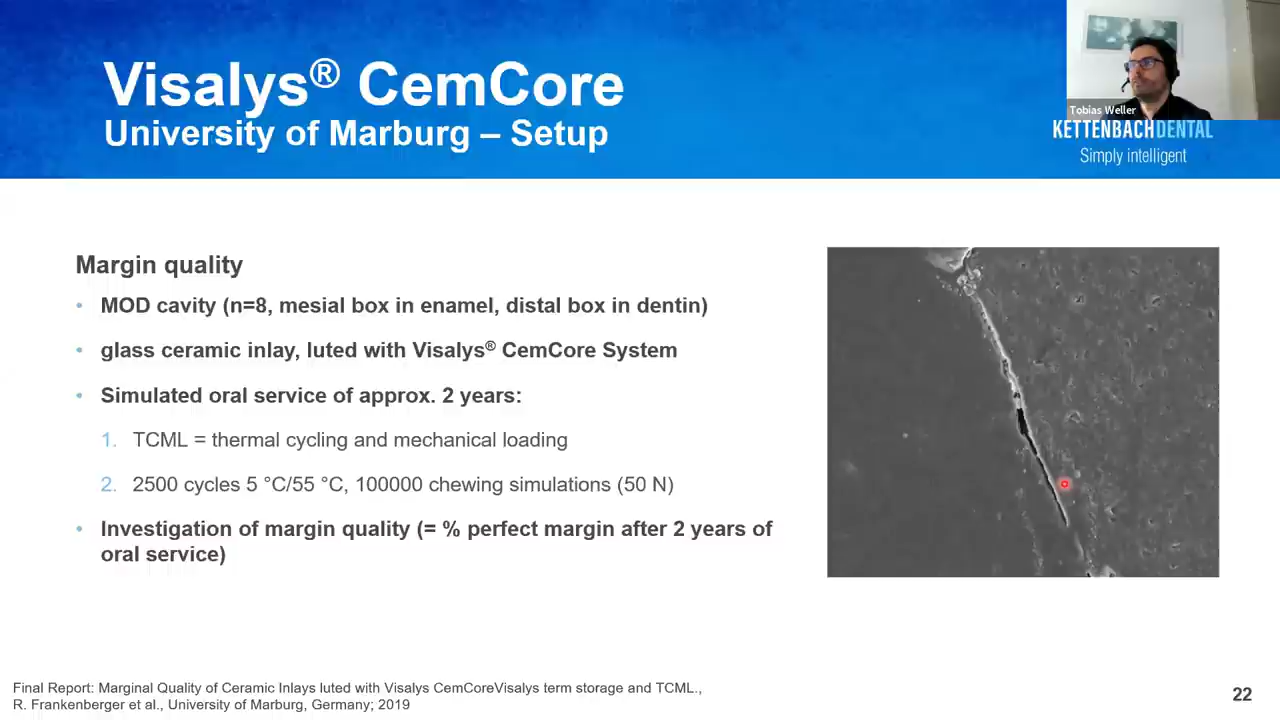 Visalys® CemCore
University of Marburg – Setup
Tobias Weller
KETTENBACHDENTAL
Simply intelligent
Margin quality
• MOD cavity (n=8, mesial box in enamel, distal box in dentin)
• glass ceramic inlay, luted with Visalys® CemCore System
• Simulated oral service of approx. 2 years:
1. TCML = thermal cycling and mechanical loading
2. 2500 cycles 5 °C/55 °C, 100000 chewing simulations (50 N)
• Investigation of margin quality (= % perfect margin after 2 years of
oral service)
Final Report: Marginal Quality of Ceramic Inlays luted with Visalys CemCoreVisalys term storage and TCML.,
R. Frankenberger et al., University of Marburg, Germany; 2019
22